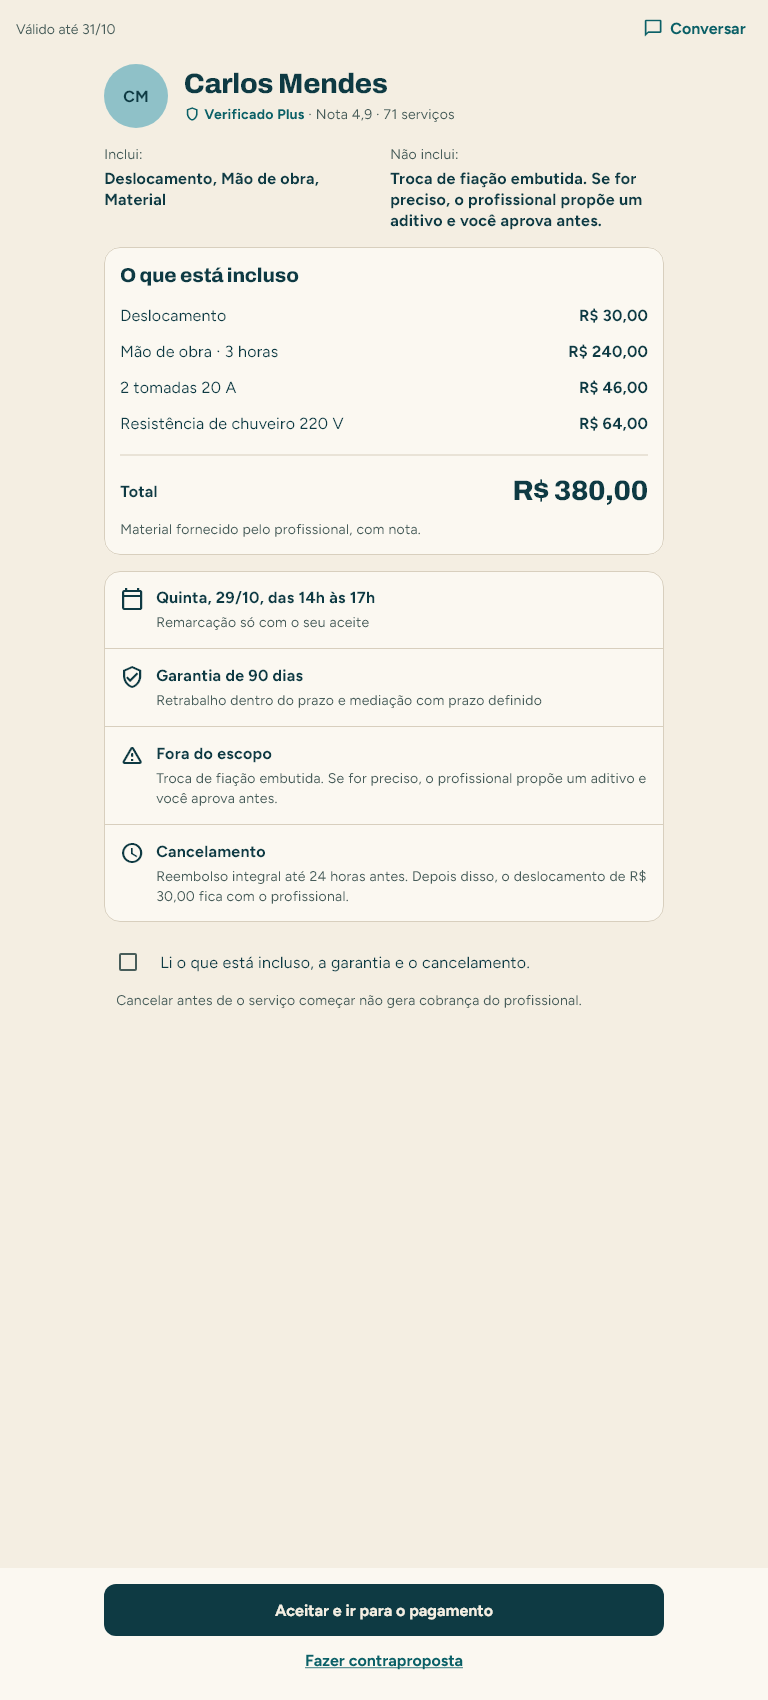 Válido até 31/10
Conversar
CM
Carlos Mendes
Verificado Plus · Nota 4,9 · 71 serviços
Inclui:
Deslocamento, Mão de obra,
Material
Não inclui:
Troca de fiação embutida. Se for
preciso, o profissional propõe um
aditivo e você aprova antes.
O que está incluso
Deslocamento R$ 30,00
Mão de obra · 3 horas R$ 240,00
2 tomadas 20 A R$ 46,00
Resistência de chuveiro 220 V R$ 64,00
Total R$ 380,00
Material fornecido pelo profissional, com nota.
Quinta, 29/10, das 14h às 17h
Remarcação só com o seu aceite
Garantia de 90 dias
Retrabalho dentro do prazo e mediação com prazo definido
Fora do escopo
Troca de fiação embutida. Se for preciso, o profissional propõe um aditivo e
você aprova antes.
Cancelamento
Reembolso integral até 24 horas antes. Depois disso, o deslocamento de R$
30,00 fica com o profissional.
Li o que está incluso, a garantia e o cancelamento.
Cancelar antes de o serviço começar não gera cobrança do profissional.
Aceitar e ir para o pagamento
Fazer contraproposta